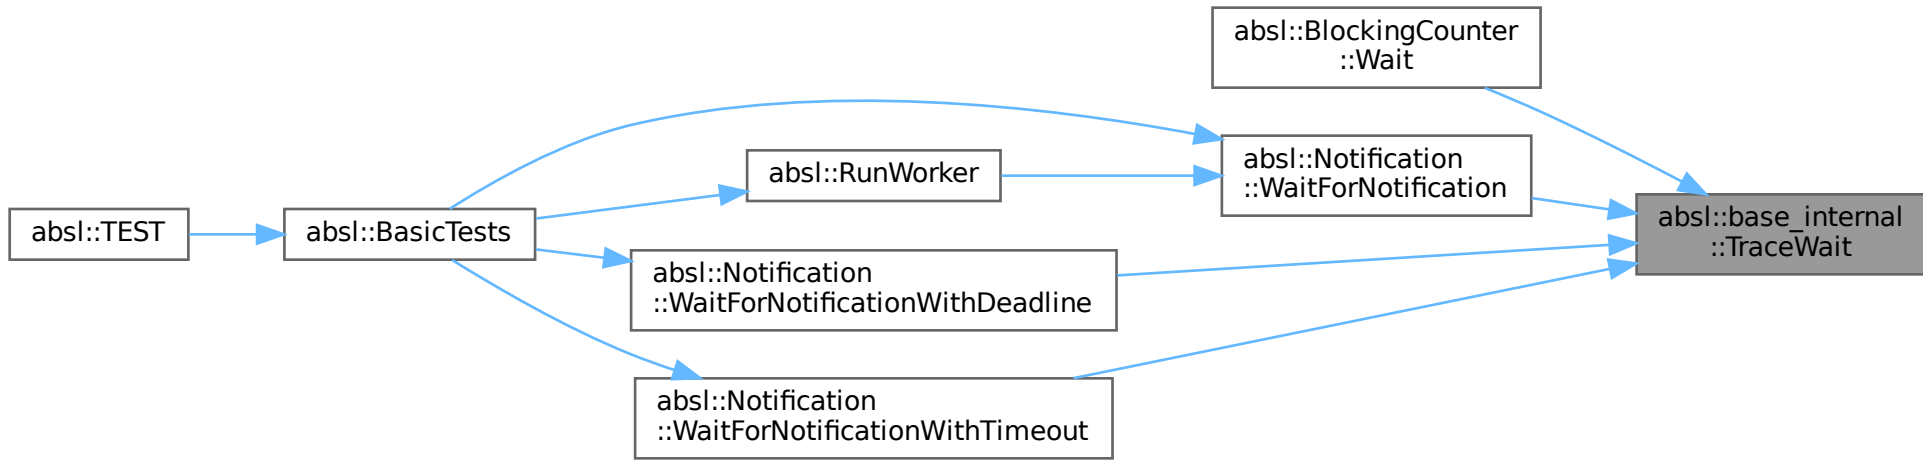 absl::BlockingCounter
::Wait
absl::Notification
::WaitForNotification
absl::RunWorker
absl::base_internal
::TraceWait
absl::TEST
absl::BasicTests
absl::Notification
::WaitForNotificationWithDeadline
absl::Notification
::WaitForNotificationWithTimeout